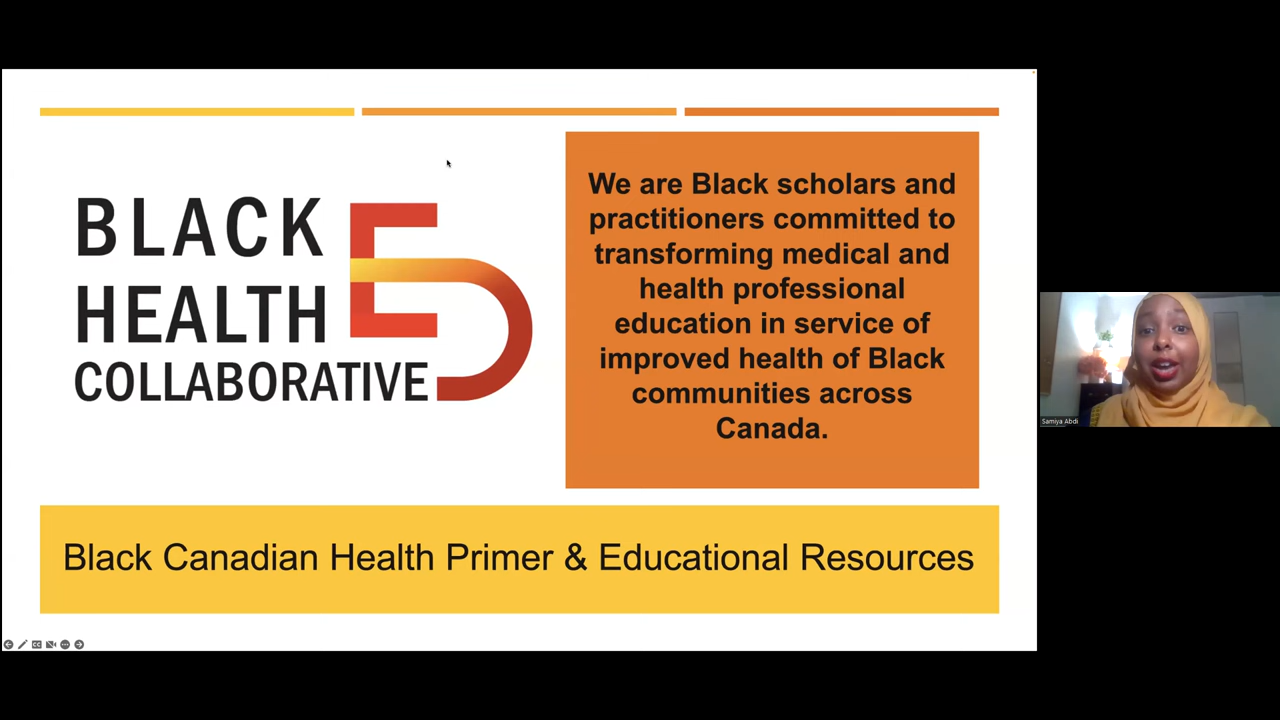 BLACK
HEALTH
COLLABORATIVE
ED
We are Black scholars and
practitioners committed to
transforming medical and
health professional
education in service of
improved health of Black
communities across
Canada.
Samiya Abdi
Black Canadian Health Primer & Educational Resources